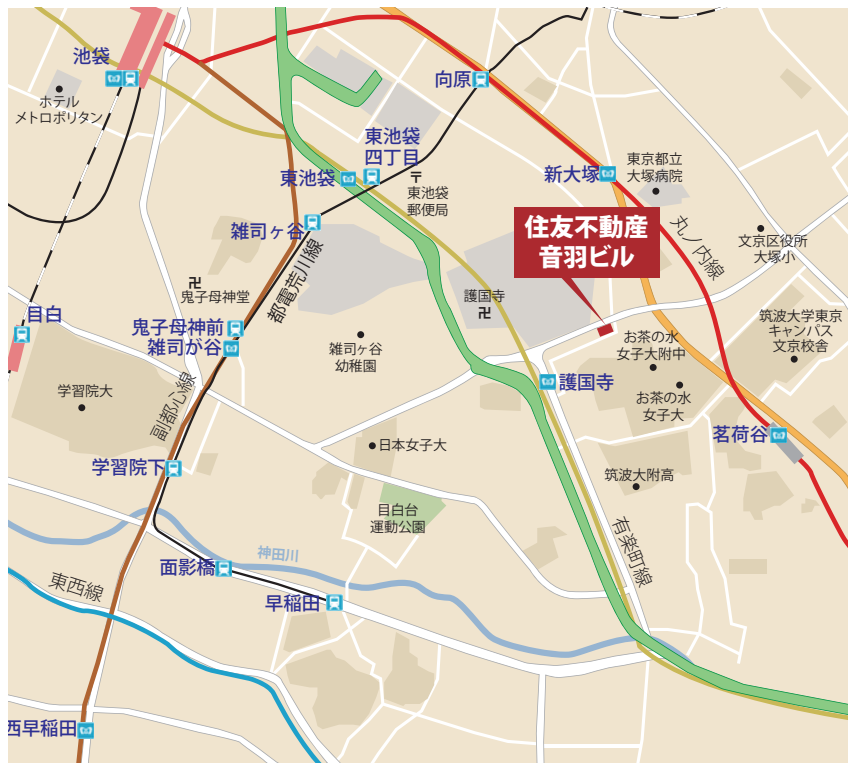 池袋
ホテル
メトロポリタン
向原
東池袋
四丁目
東池袋
〒
東池袋
郵便局
新大塚
東京都立
大塚病院
住友不動産
音羽ビル
丸ノ内線
文京区役所
大塚小
雑司ヶ谷
都電荒川線
卍
鬼子母神堂
護国寺
卍
目白
鬼子母神前
雑司が谷
雑司ヶ谷
幼稚園
お茶の水
女子大附中
筑波大学東京
キャンパス
文京校舎
学習院大
副都心線
護国寺
お茶の水
女子大
茗荷谷
日本女子大
学習院下
筑波大附高
目白台
運動公園
有楽町線
神田川
面影橋
東西線
早稲田
西早稲田